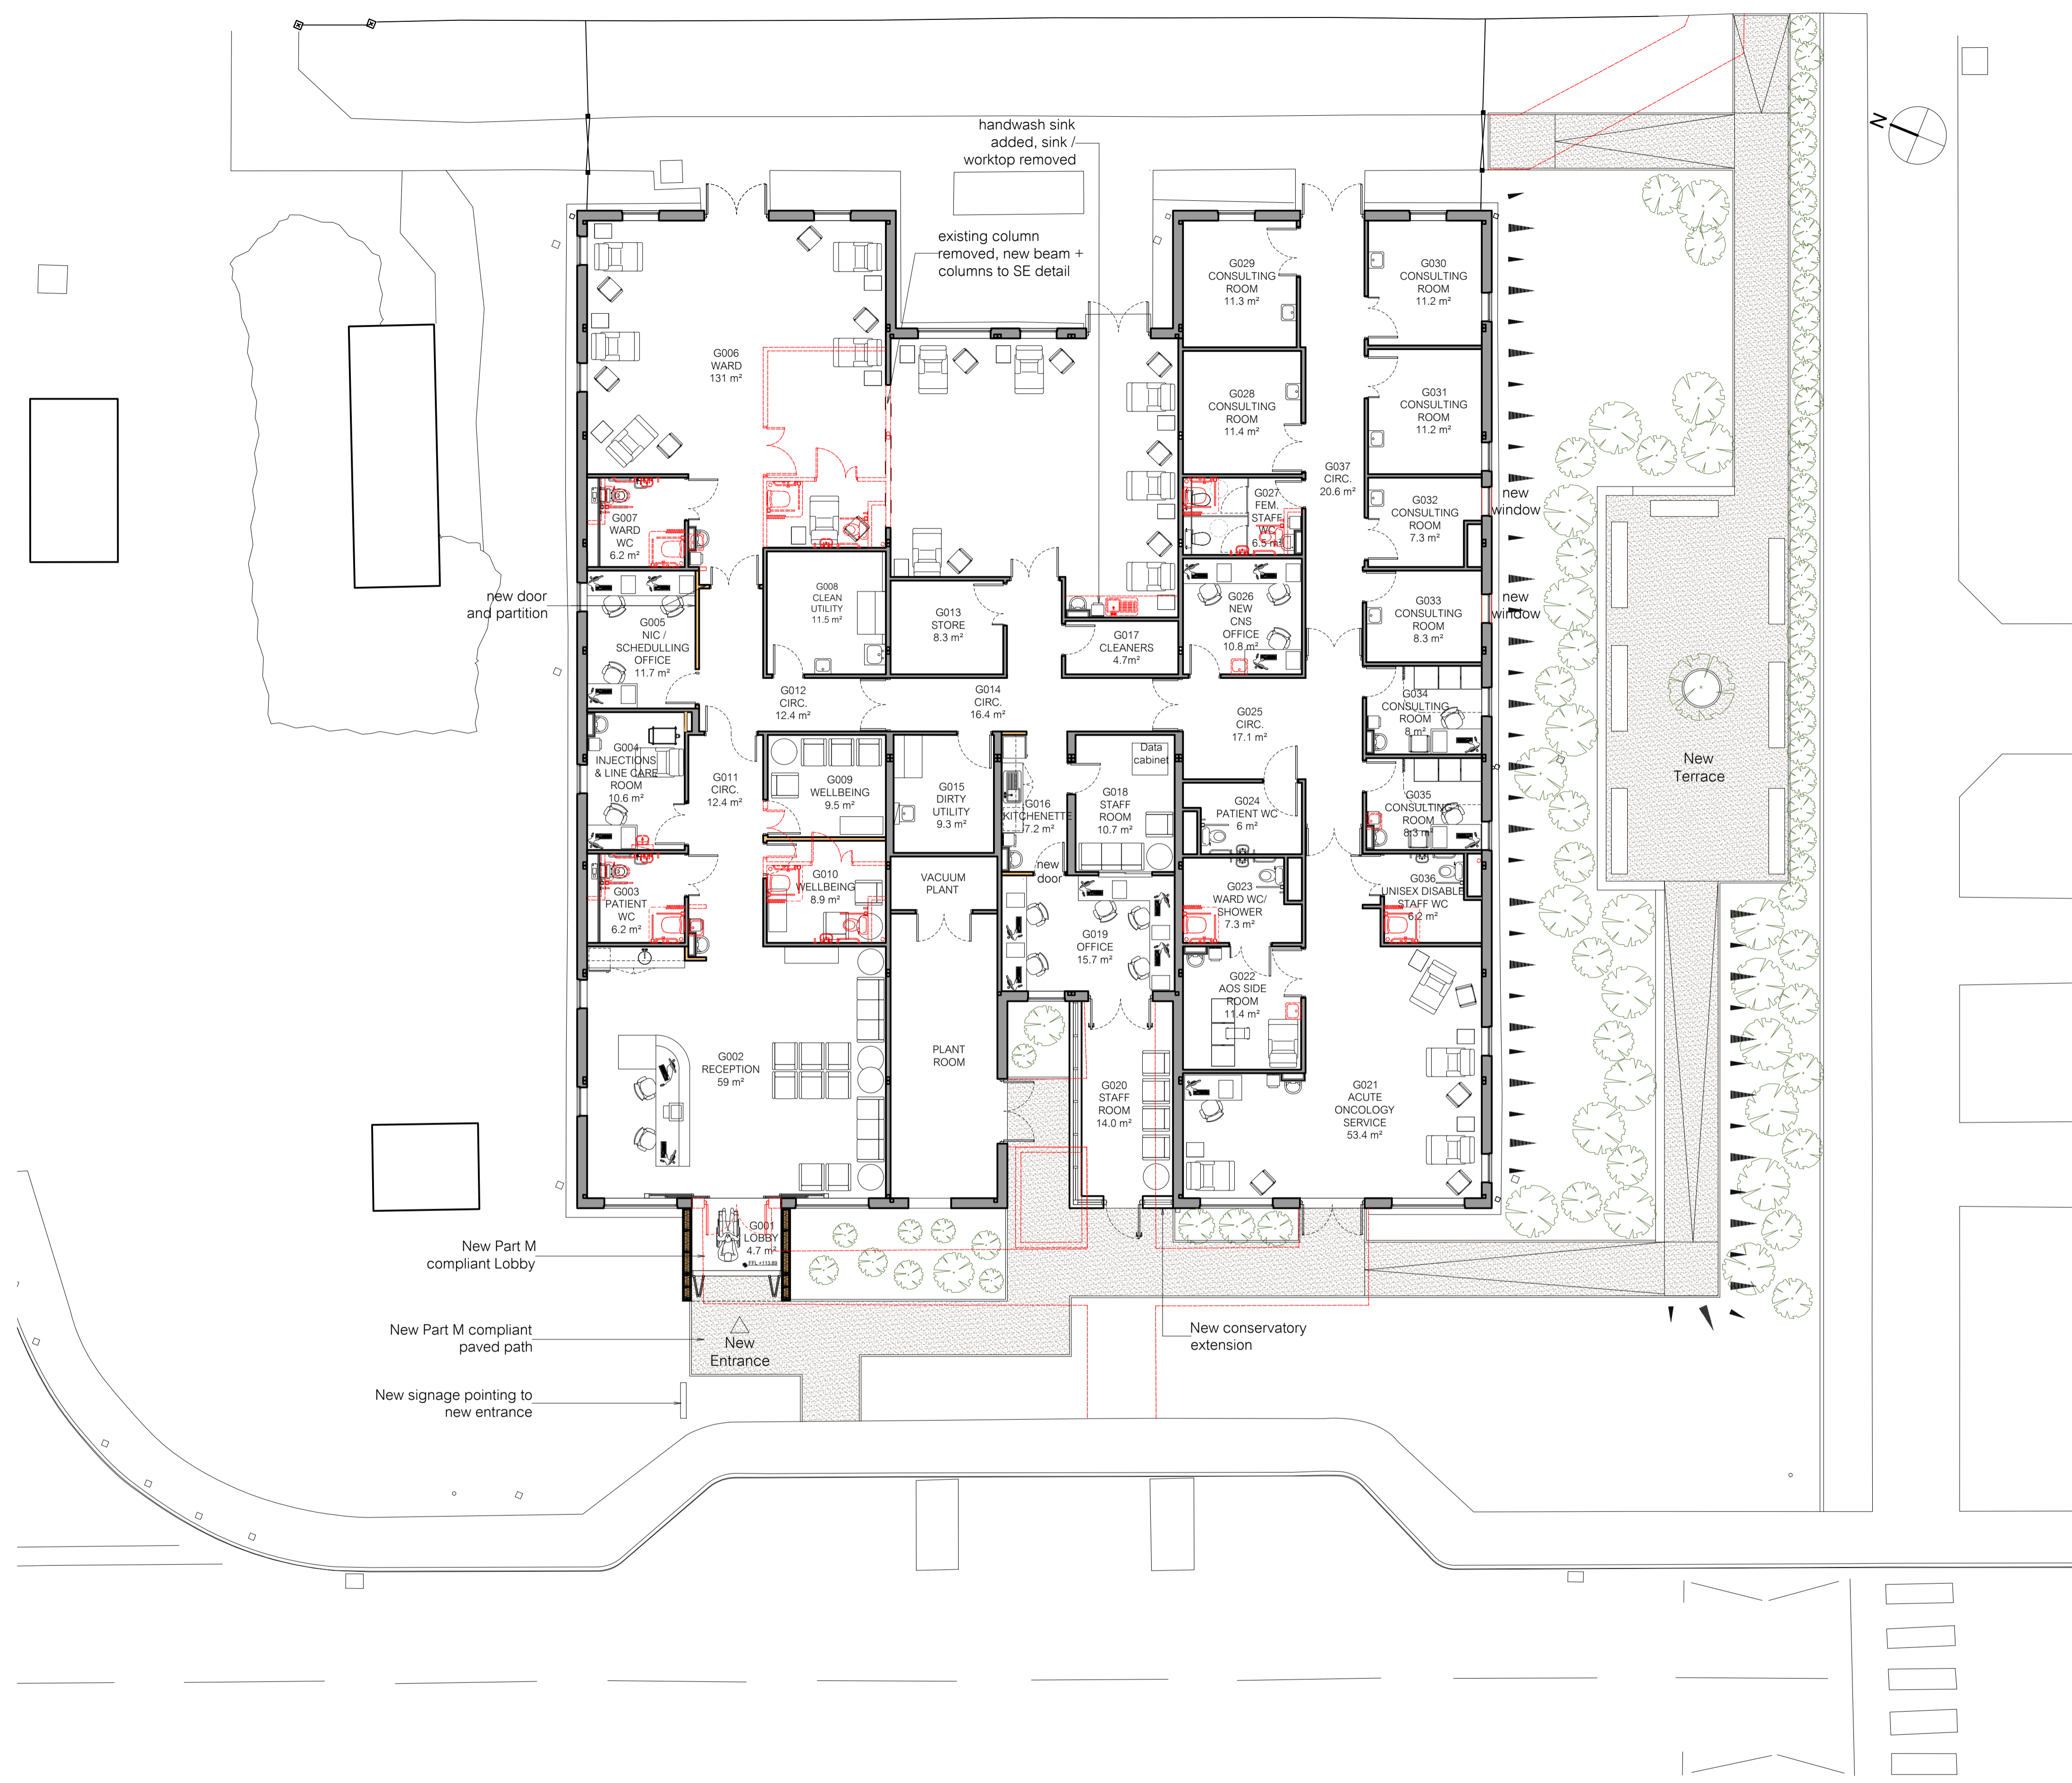 handwash sink
added, sink /
worktop removed
N
existing column
removed, new beam +
columns to SE detail
G029
CONSULTING
ROOM
11.3 m²
G030
CONSULTING
ROOM
11.2 m²
G006
WARD
131 m²
G028
CONSULTING
ROOM
11.4 m²
G031
CONSULTING
ROOM
11.2 m²
G037
CIRC.
20.6 m²
G007
WARD
WC
6.2 m²
G027
FEM.
STAFF
WC
6.5 m²
G032
CONSULTING
ROOM
7.3 m²
new
window
new door
and partition
G005
NIC /
SCHEDULLING
OFFICE
11.7 m²
G008
CLEAN
UTILITY
11.5 m²
G013
STORE
8.3 m²
G017
CLEANERS
4.7m²
G026
NEW
CNS
OFFICE
10.8 m²
G033
CONSULTING
ROOM
8.3 m²
new
window
G012
CIRC.
12.4 m²
G014
CIRC.
16.4 m²
G025
CIRC.
17.1 m²
G034
CONSULTING
ROOM
8 m²
G004
INJECTIONS
& LINE CARE
ROOM
10.6 m²
G011
CIRC.
12.4 m²
G009
WELLBEING
9.5 m²
G015
DIRTY
UTILITY
9.3 m²
G016
KITCHENETTE
7.2 m²
Data
cabinet
G018
STAFF
ROOM
10.7 m²
G024
PATIENT WC
6 m²
G035
CONSULTING
ROOM
8.3 m²
New
Terrace
G003
PATIENT
WC
6.2 m²
G010
WELLBEING
8.9 m²
VACUUM
PLANT
new
door
G023
WARD WC/
SHOWER
7.3 m²
G036
UNISEX DISABLE
STAFF WC
6.2 m²
G019
OFFICE
15.7 m²
G022
AOS SIDE
ROOM
11.4 m²
G002
RECEPTION
59 m²
PLANT
ROOM
G020
STAFF
ROOM
14.0 m²
G021
ACUTE
ONCOLOGY
SERVICE
53.4 m²
G001
LOBBY
4.7 m²
FFL +113.89
New Part M
compliant Lobby
New Part M compliant
paved path
New
Entrance
New conservatory
extension
New signage pointing to
new entrance